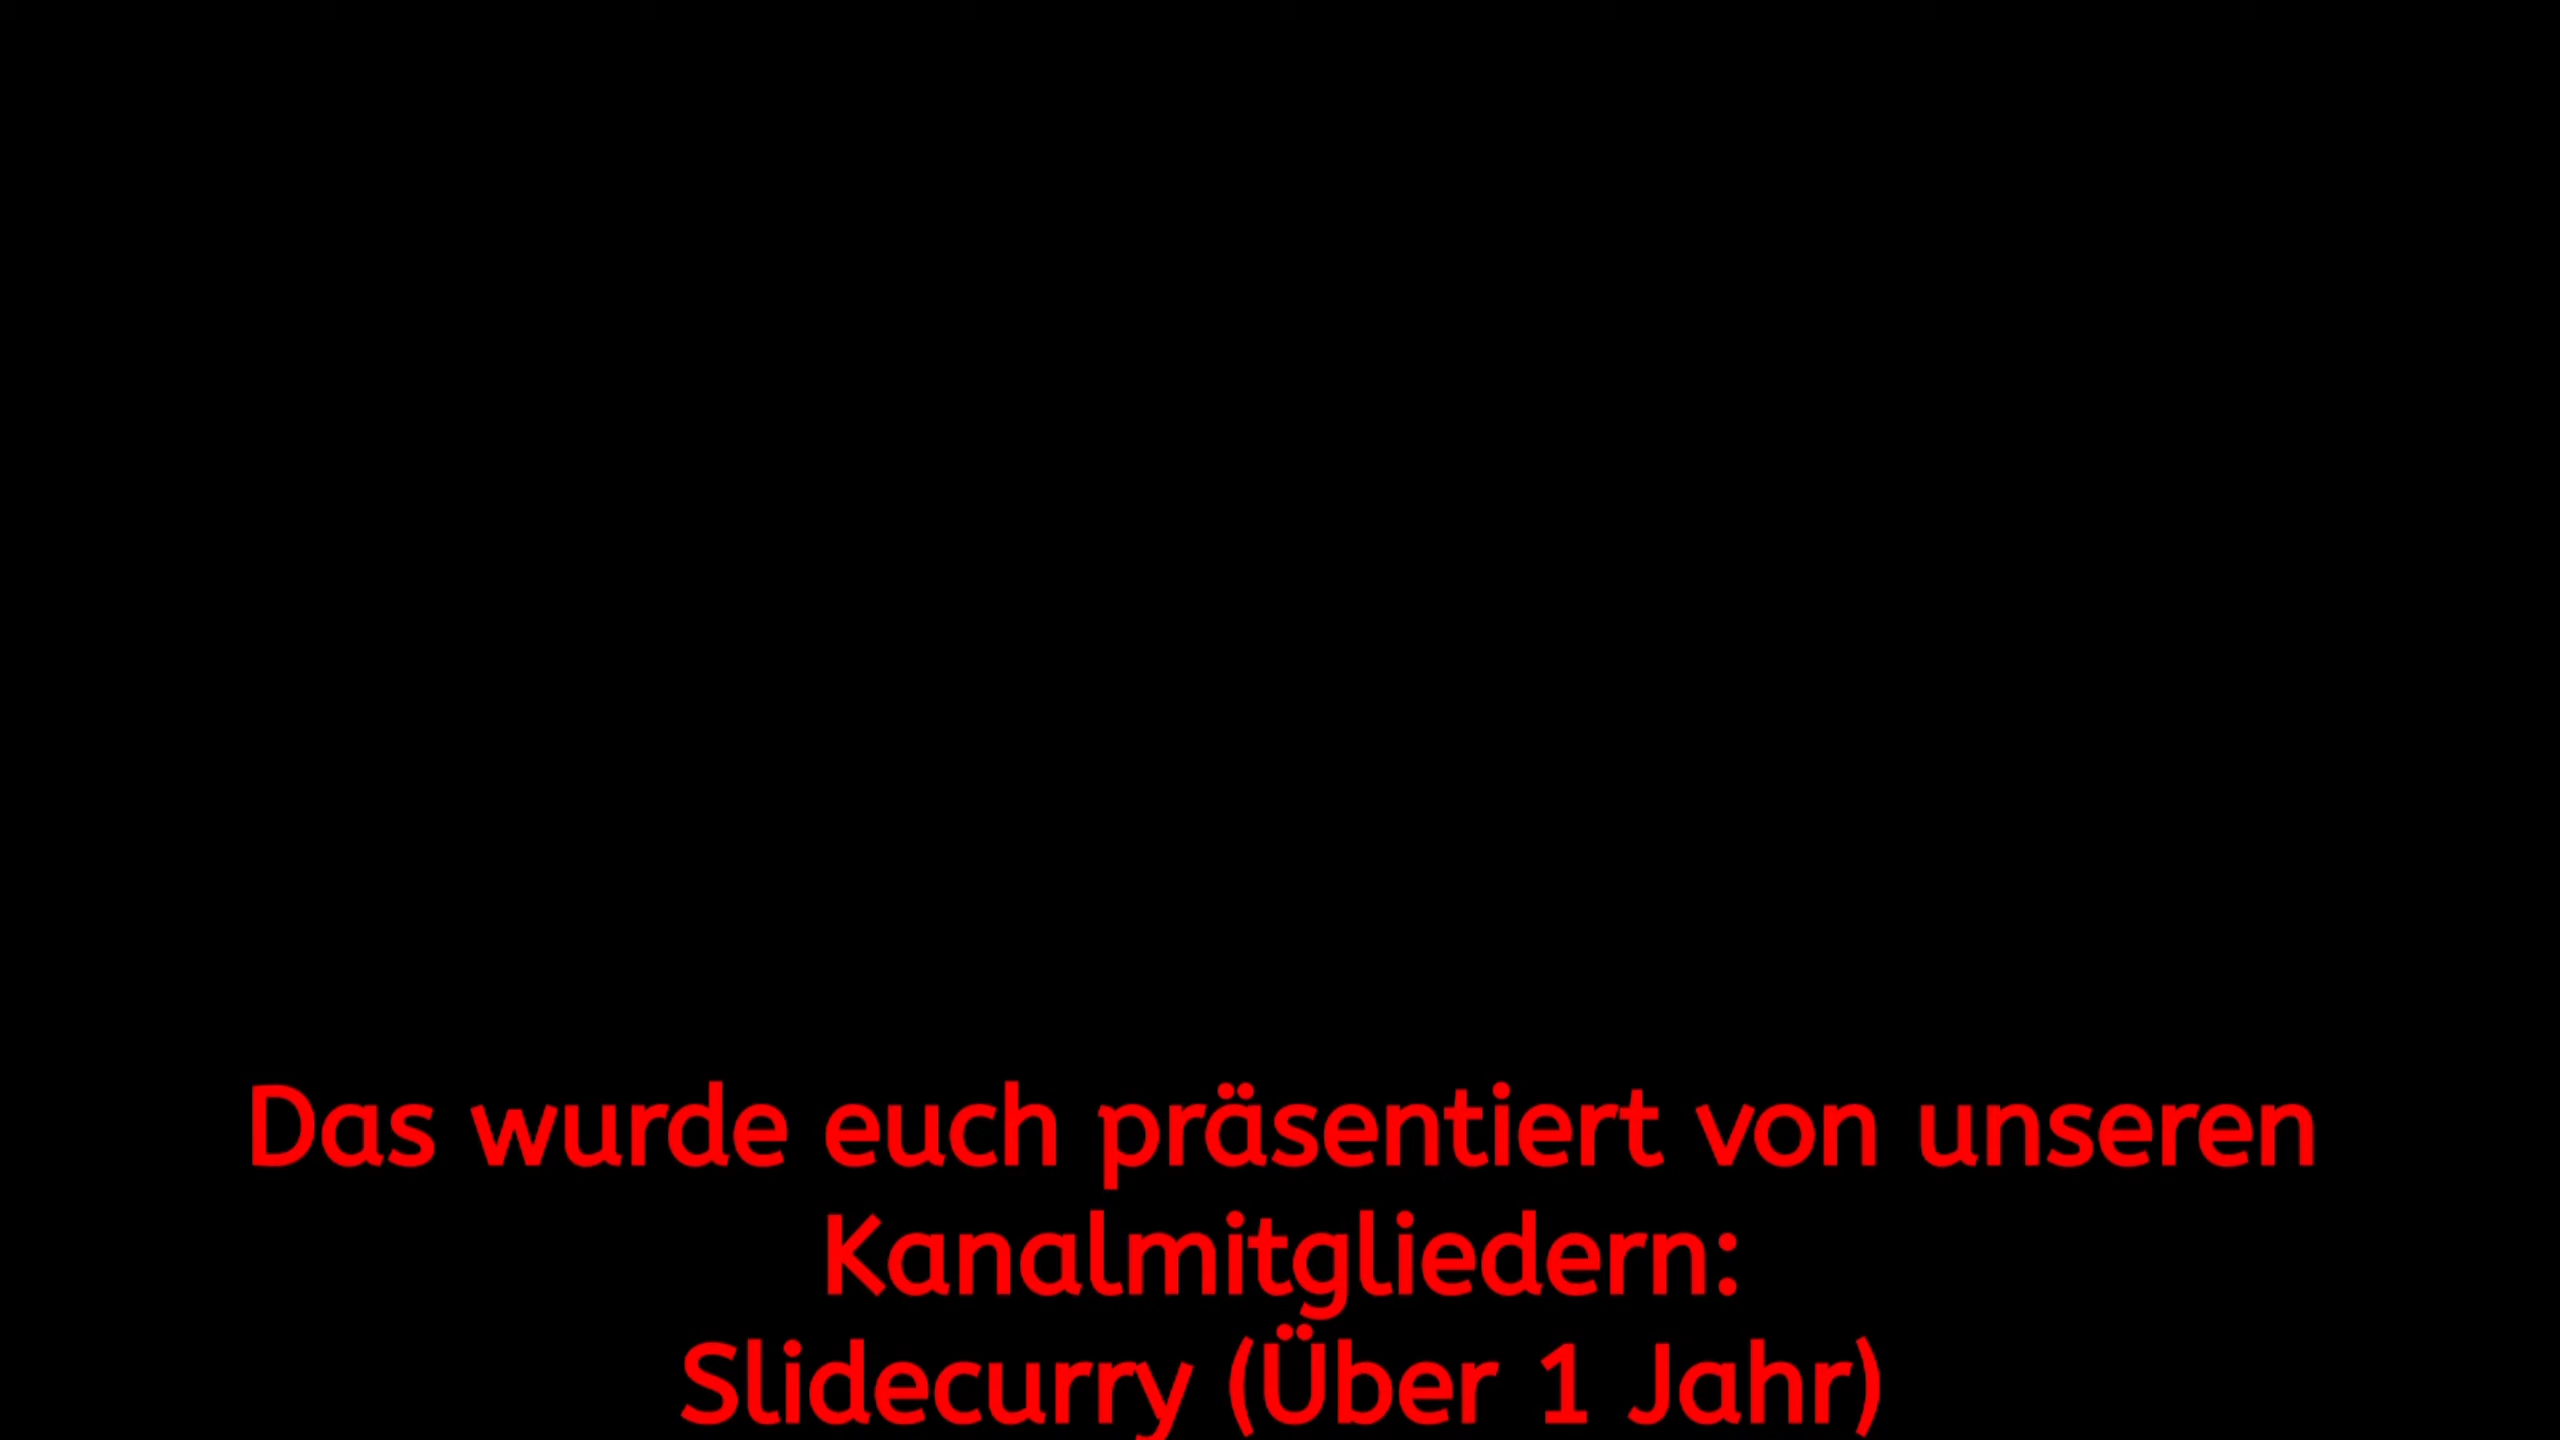 Das wurde euch präsentiert von unseren
Kanalmitgliedern:
Slidecurry (Über 1 Jahr)